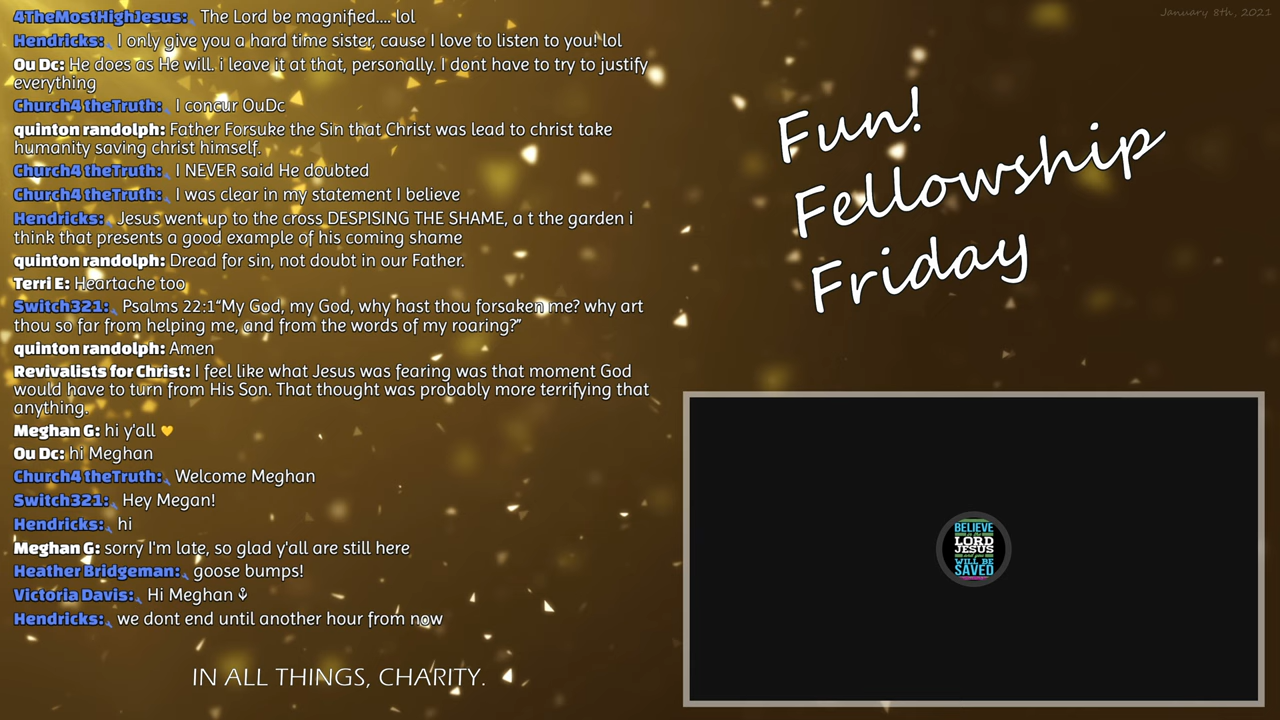 4TheMostHighJesus: The Lord be magnified.... lol
Hendricks: I only give you a hard time sister, cause I love to listen to you! lol
Ou Dc: He does as He will. i leave it at that, personally. I dont have to try to justify
everything
Church4theTruth: I concur OuDc
quinton randolph: Father Forsuke the Sin that Christ was lead to christ take
humanity saving christ himself.
Church4theTruth: I NEVER said He doubted
Church4theTruth: I was clear in my statement I believe
Hendricks: Jesus went up to the cross DESPISING THE SHAME, a t the garden i
think that presents a good example of his coming shame
quinton randolph: Dread for sin, not doubt in our Father.
Terri E: Heartache too
Switch321: Psalms 22:1“My God, my God, why hast thou forsaken me? why art
thou so far from helping me, and from the words of my roaring?”
quinton randolph: Amen
Revivalists for Christ: I feel like what Jesus was fearing was that moment God
would have to turn from His Son. That thought was probably more terrifying that
anything.
Meghan G: hi y'all 💛
Ou Dc: hi Meghan
Church4theTruth: Welcome Meghan
Switch321: Hey Megan!
Hendricks: hi
Meghan G: sorry I'm late, so glad y'all are still here
Heather Bridgeman: goose bumps!
Victoria Davis: Hi Meghan ⚘
Hendricks: we dont end until another hour from now
IN ALL THINGS, CHARITY.
January 8th, 2021
Fun!
Fellowship
Friday
BELIEVE
LORD
JESUS
WILL BE
SAVED